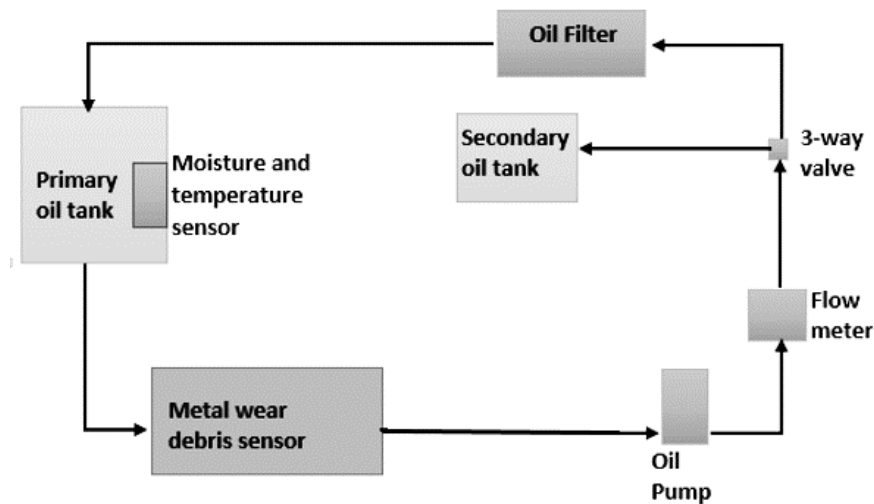 Oil Filter
Secondary
oil tank
3-way
valve
Primary
oil tank
Moisture and
temperature
sensor
Flow
meter
Metal wear
debris sensor
Oil
Pump